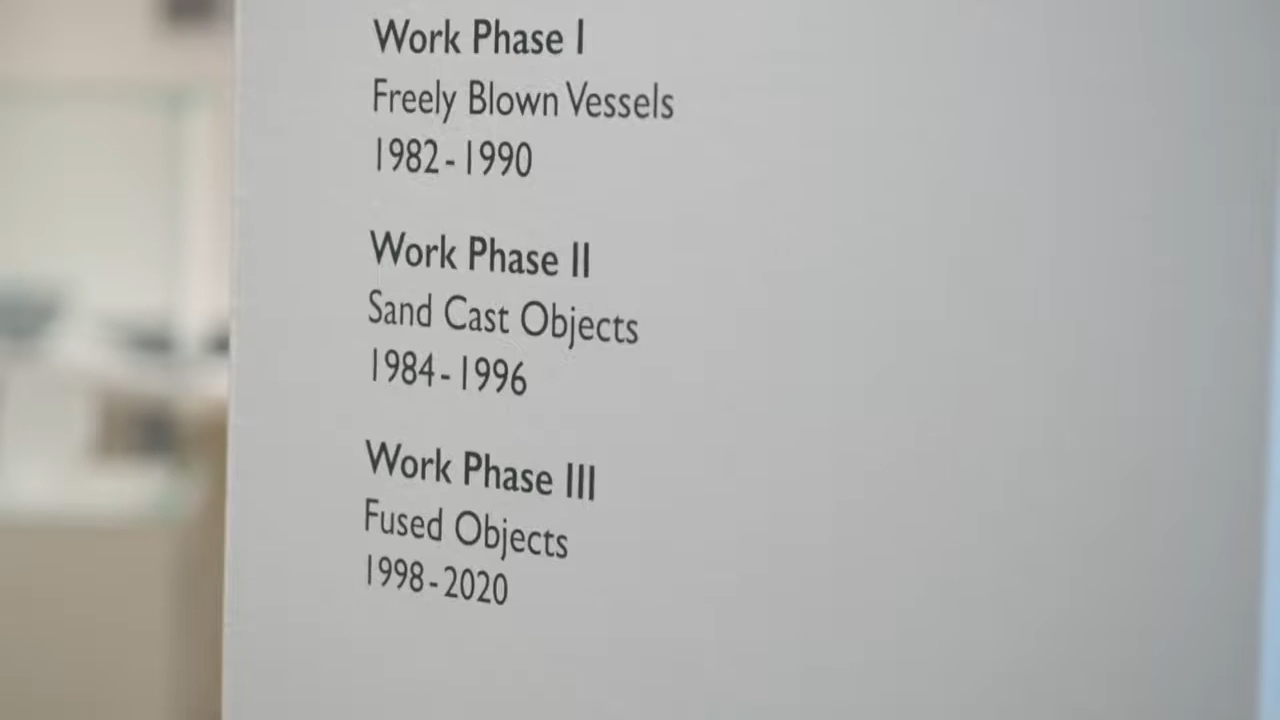 Work Phase I
Freely Blown Vessels
1982-1990
Work Phase II
Sand Cast Objects
1984-1996
Work Phase III
Fused Objects
1998-2020